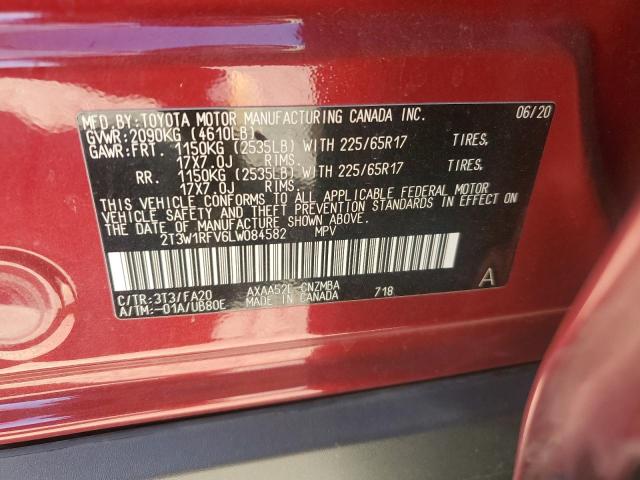 MFD.BY:TOYOTA MOTOR MANUFACTURING CANADA INC. 06/20
GVWR:2090KG (4610LB)
GAWR:FRT. 1150KG (2535LB) WITH 225/65R17 TIRES,
17X7.0J RIMS,
RR. 1150KG (2535LB) WITH 225/65R17 TIRES,
17X7.0J RIMS,
THIS VEHICLE CONFORMS TO ALL APPLICABLE FEDERAL MOTOR
VEHICLE SAFETY AND THEFT PREVENTION STANDARDS IN EFFECT ON
THE DATE OF MANUFACTURE SHOWN ABOVE.
2T3W1RFV6LW084582 MPV
C/TR:3T3/FA20 AXAA52L-CNZMBA 718
A/TM:-01A/UB80E MADE IN CANADA
A